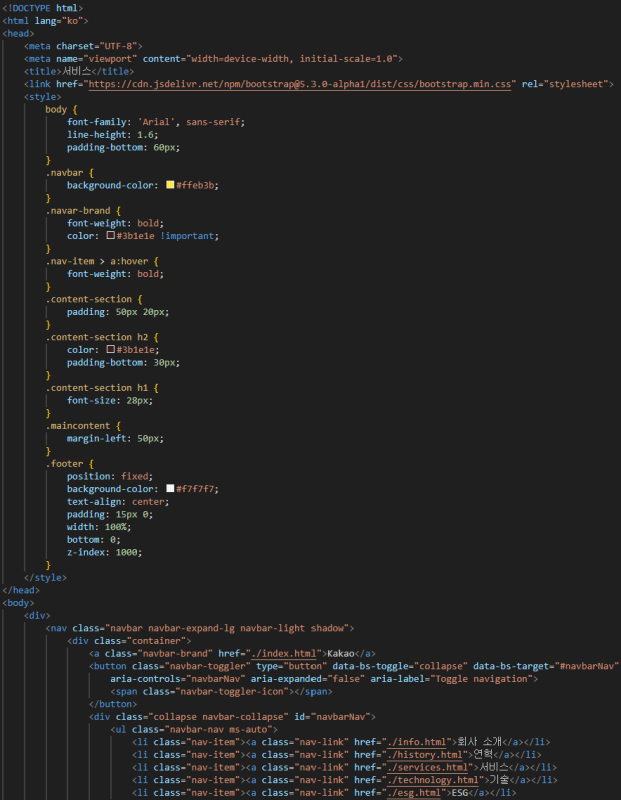 <!DOCTYPE html>
<html lang="ko">
<head>
    <meta charset="UTF-8">
    <meta name="viewport" content="width=device-width, initial-scale=1.0">
    <title>서비스</title>
    <link href="https://cdn.jsdelivr.net/npm/bootstrap@5.3.0-alpha1/dist/css/bootstrap.min.css" rel="stylesheet">
    <style>
        body {
            font-family: 'Arial', sans-serif;
            line-height: 1.6;
            padding-bottom: 60px;
        }
        .navbar {
            background-color: #ffeb3b;
        }
        .navar-brand {
            font-weight: bold;
            color: #3b1e1e !important;
        }
        .nav-item > a:hover {
            font-weight: bold;
        }
        .content-section {
            padding: 50px 20px;
        }
        .content-section h2 {
            color: #3b1e1e;
            padding-bottom: 30px;
        }
        .content-section h1 {
            font-size: 28px;
        }
        .maincontent {
            margin-left: 50px;
        }
        .footer {
            position: fixed;
            background-color: #f7f7f7;
            text-align: center;
            padding: 15px 0;
            width: 100%;
            bottom: 0;
            z-index: 1000;
        }
    </style>
</head>
<body>
    <div>
        <nav class="navbar navbar-expand-lg navbar-light shadow">
            <div class="container">
                <a class="navbar-brand" href="./index.html">Kakao</a>
                <button class="navbar-toggler" type="button" data-bs-toggle="collapse" data-bs-target="#navbarNav"
                    aria-controls="navbarNav" aria-expanded="false" aria-label="Toggle navigation">
                    <span class="navbar-toggler-icon"></span>
                </button>
                <div class="collapse navbar-collapse" id="navbarNav">
                    <ul class="navbar-nav ms-auto">
                        <li class="nav-item"><a class="nav-link" href="./info.html">회사 소개</a></li>
                        <li class="nav-item"><a class="nav-link" href="./history.html">연혁</a></li>
                        <li class="nav-item"><a class="nav-link" href="./services.html">서비스</a></li>
                        <li class="nav-item"><a class="nav-link" href="./technology.html">기술</a></li>
                        <li class="nav-item"><a class="nav-link" href="./esg.html">ESG</a></li>